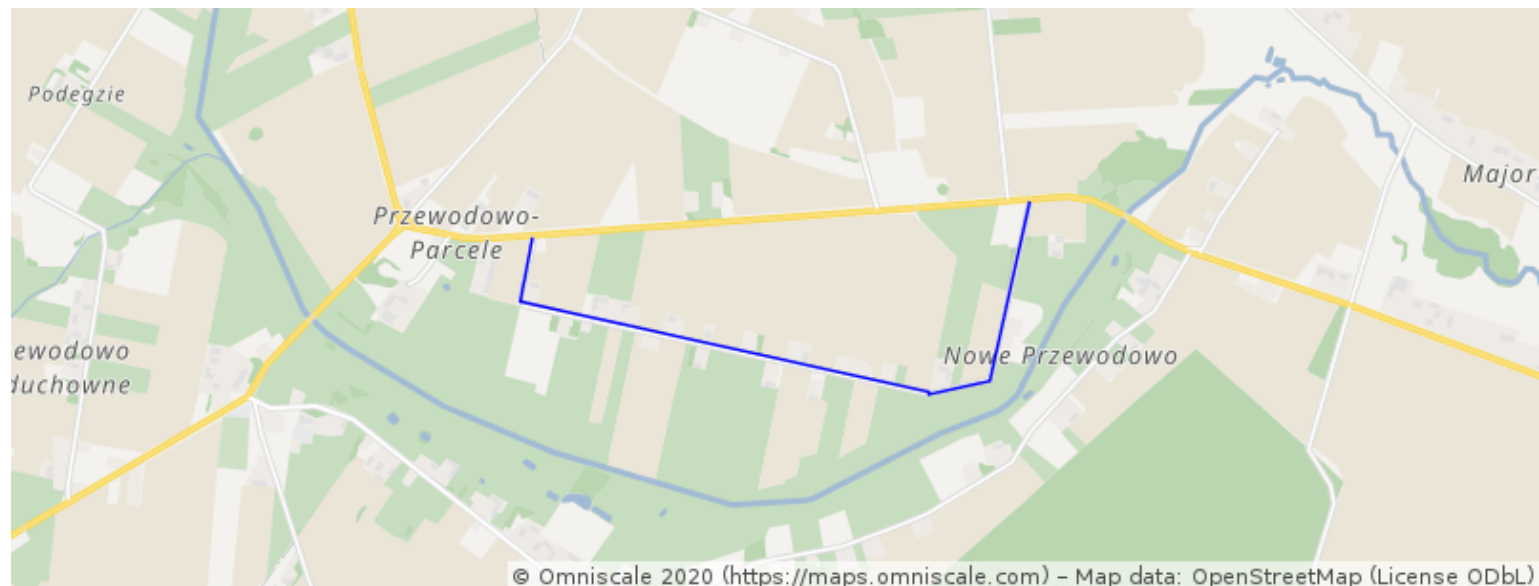 Podegzie
Major
Przewodowo-
Parcele
ewodowo
duchowne
Nowe Przewodowo
© Omniscale 2020 (https://maps.omniscale.com) – Map data: OpenStreetMap (License ODbL)